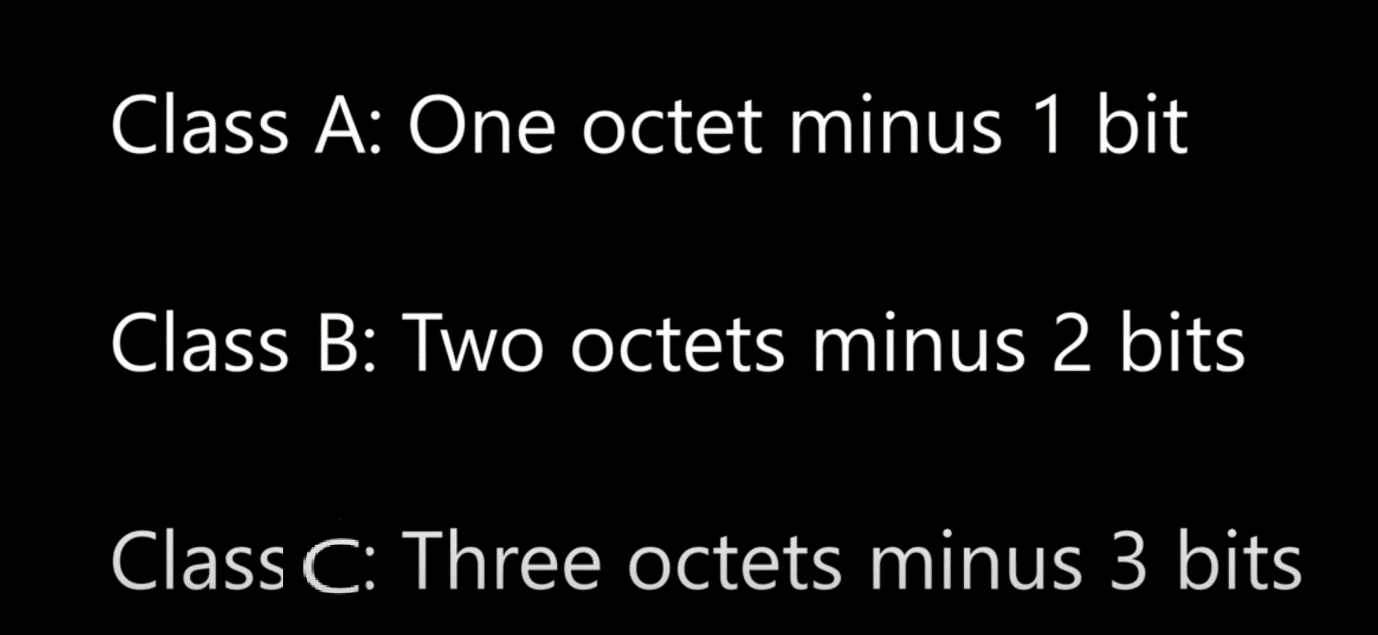 Class A: One octet minus 1 bit
Class B: Two octets minus 2 bits
Class C: Three octets minus 3 bits